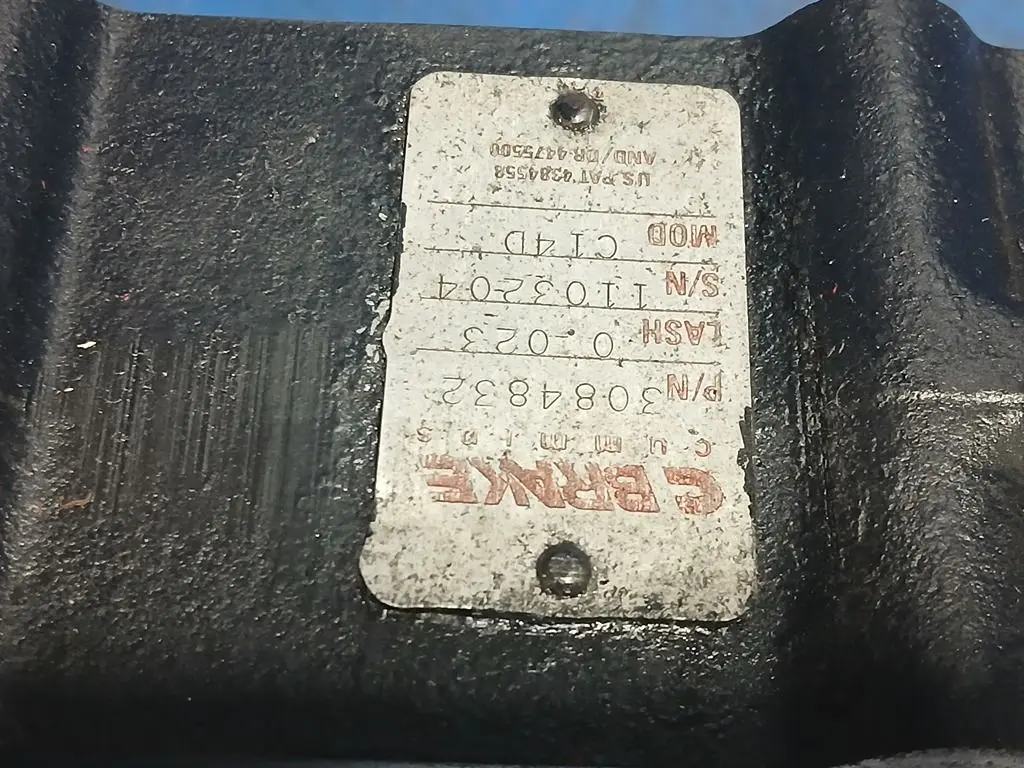 C BRAKE
cummins
P/N 3084832
LASH 0.023
S/N 1103204
MOD C14D
U.S. PAT 4384558
AND/OR 4475500